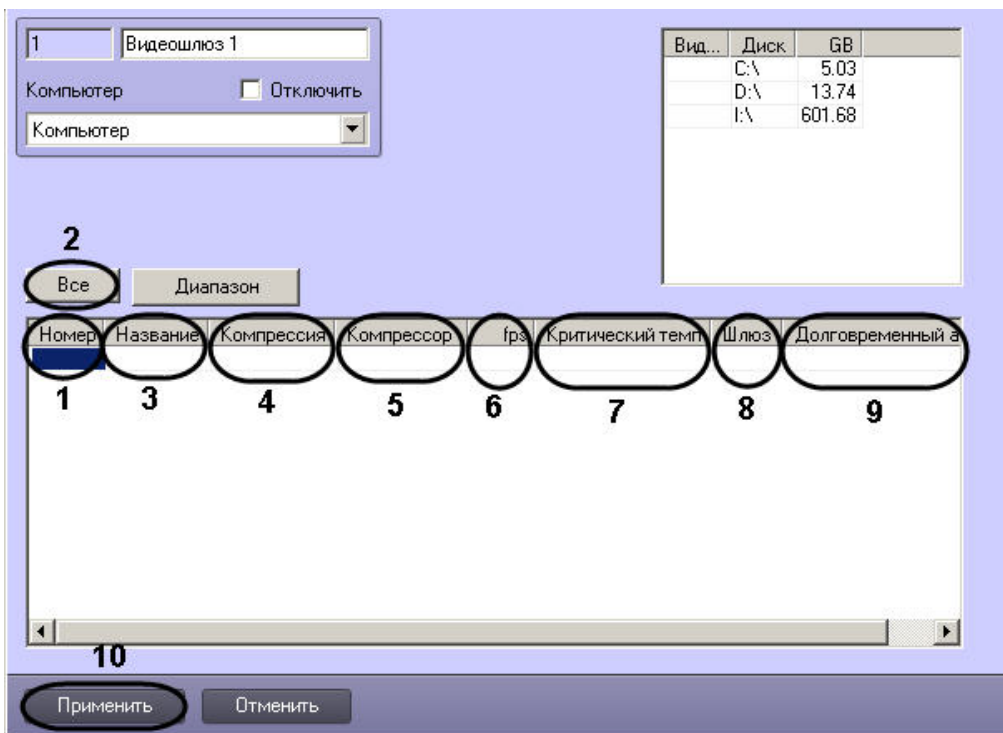 1 Видеошлюз 1
Компьютер Отключить
Компьютер
Вид... Диск GB
C:\ 5.03
D:\ 13.74
I:\ 601.68
2
Все Диапазон
Номер Название Компрессия Компрессор fps Критический темп Шлюз Долговременный а
1 3 4 5 6 7 8 9
10
Применить Отменить